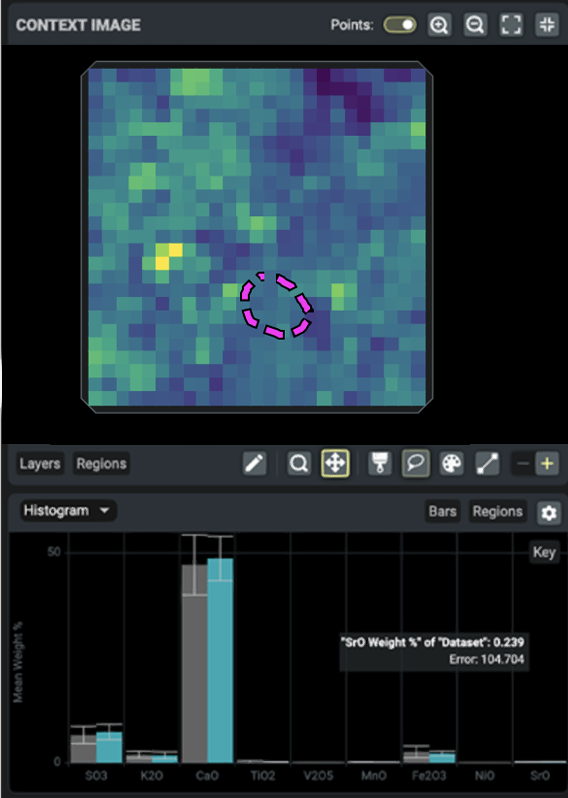 CONTEXT IMAGE
Points:
Layers Regions
Histogram Bars Regions
50
Key
"SrO Weight %" of "Dataset": 0.239
Error: 104.704
Mean Weight %
0
SO3 K2O CaO TiO2 V2O5 MnO Fe2O3 NiO SrO